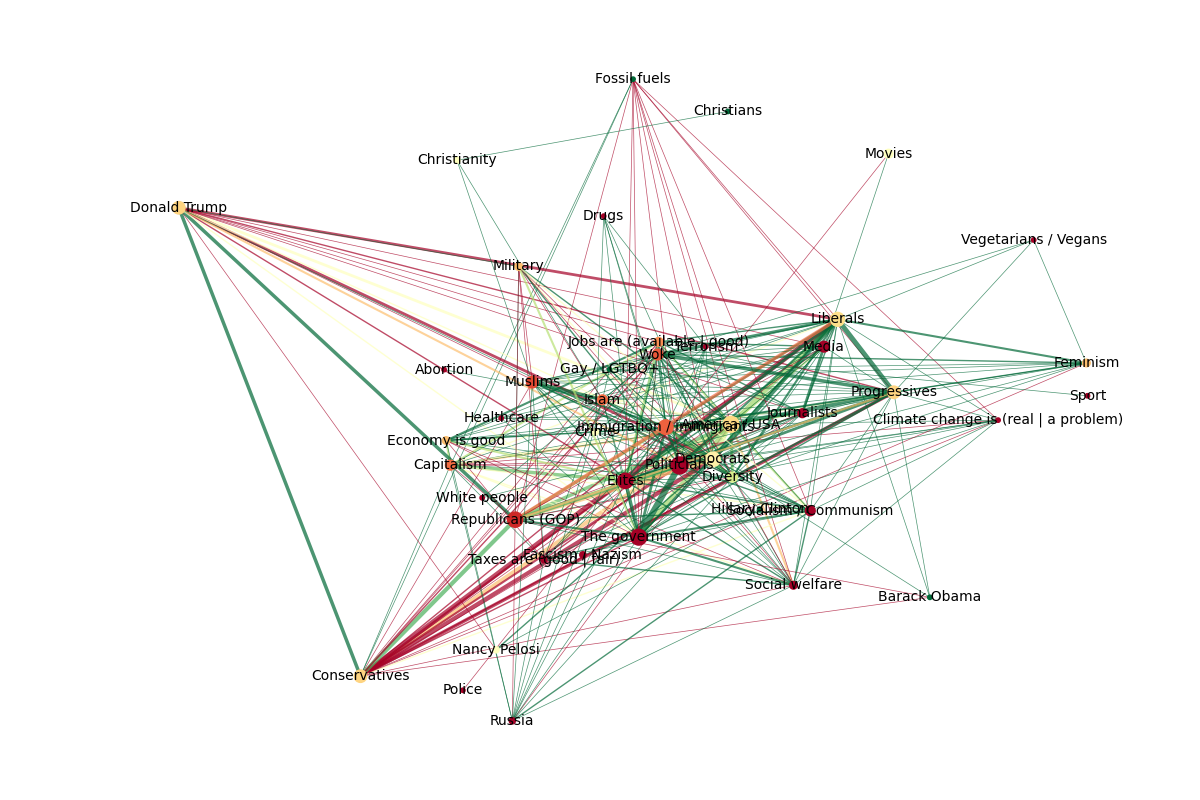 Fossil fuels
Christians
Christianity
Movies
Donald Trump
Drugs
Vegetarians / Vegans
Military
Liberals
Jobs are (available | good)
Terrorism
Media
Woke
Feminism
Abortion
Gay / LGTBQ+
Muslims
Progressives
Sport
Islam
Journalists
Healthcare
Climate change is (real | a problem)
Immigration / Immigrants
America / USA
Crime
Economy is good
Democrats
Capitalism
Politicians
Diversity
Elites
White people
Hillary Clinton
Socialism / Communism
Republicans (GOP)
The government
Fascism / Nazism
Taxes are (good | fair)
Social welfare
Barack Obama
Nancy Pelosi
Conservatives
Police
Russia